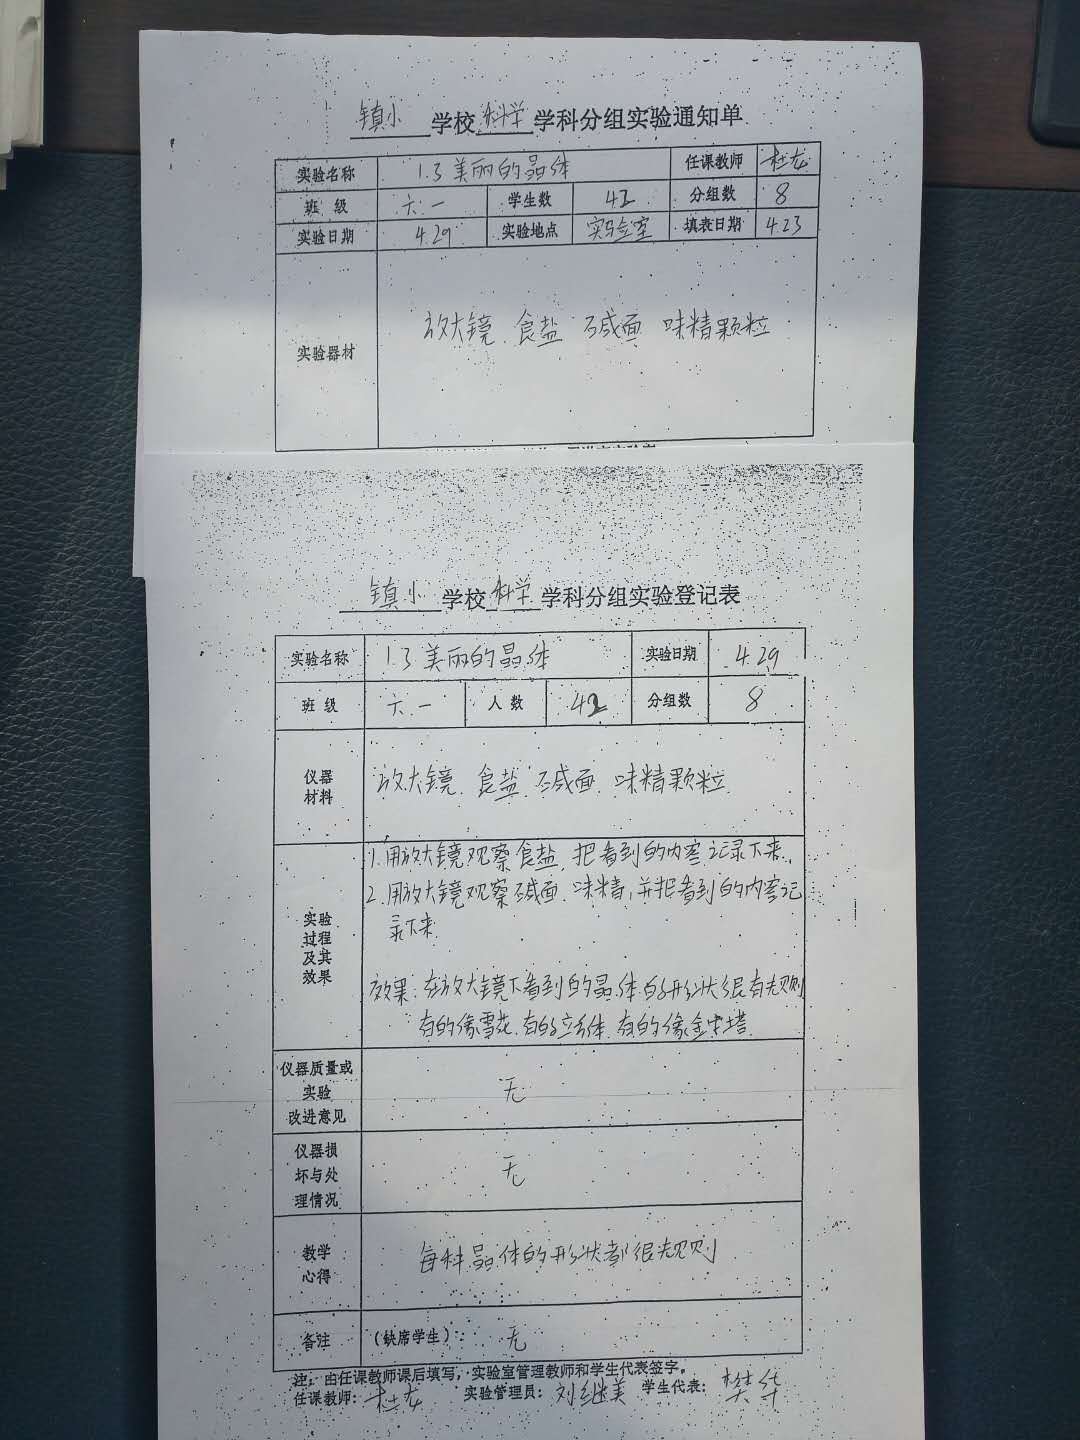 镇小学校科学学科分组实验通知单
实验名称 1.3美丽的晶体 任课教师 杜龙
班 级 六一 学生数 42 分组数 8
实验日期 4.29 实验地点 实验室 填表日期 4.23
实验器材 放大镜 食盐 碱面 味精颗粒
镇小学校科学学科分组实验登记表
实验名称 1.3美丽的晶体 实验日期 4.29
班 级 六一 人 数 42 分组数 8
仪器
材料
放大镜、食盐、碱面、味精颗粒
实验
过程
及其
效果
1.用放大镜观察食盐,把看到的内容记录下来.
2.用放大镜观察碱面、味精,并把看到的内容记
录下来.
效果:在放大镜下看到的晶体的形状很有规则
有的像雪花,有的立方体,有的像金字塔.
仪器质量或
实验
改进意见
无
仪器损
坏与处
理情况
无
教学
心得
每种晶体的形状都很规则
备注 (缺席学生): 无
注:由任课教师课后填写,实验室管理教师和学生代表签字。
任课教师:杜龙 实验管理员:刘继美 学生代表:樊华